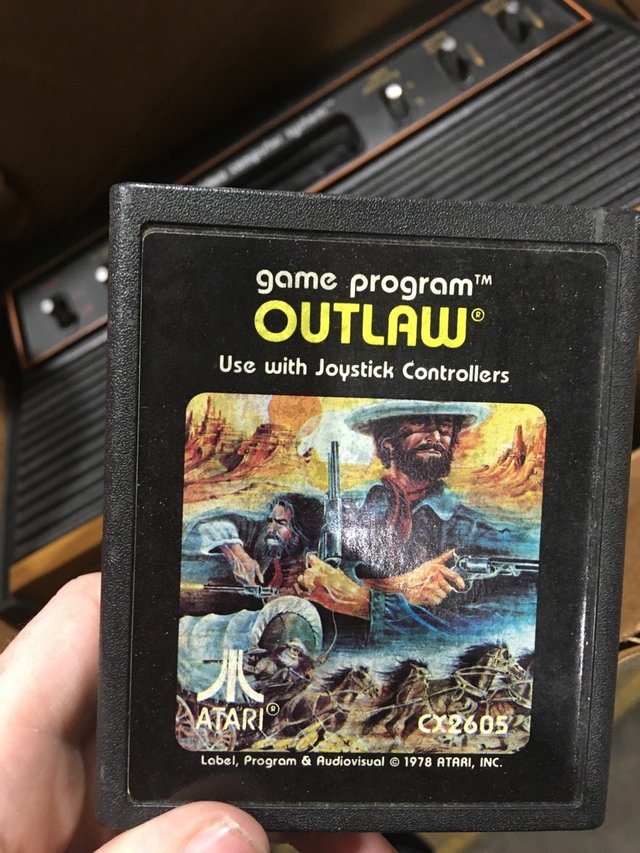 game program™
OUTLAW®
Use with Joystick Controllers
ATARI®
CX2605
Label, Program & Audiovisual © 1978 ATARI, INC.